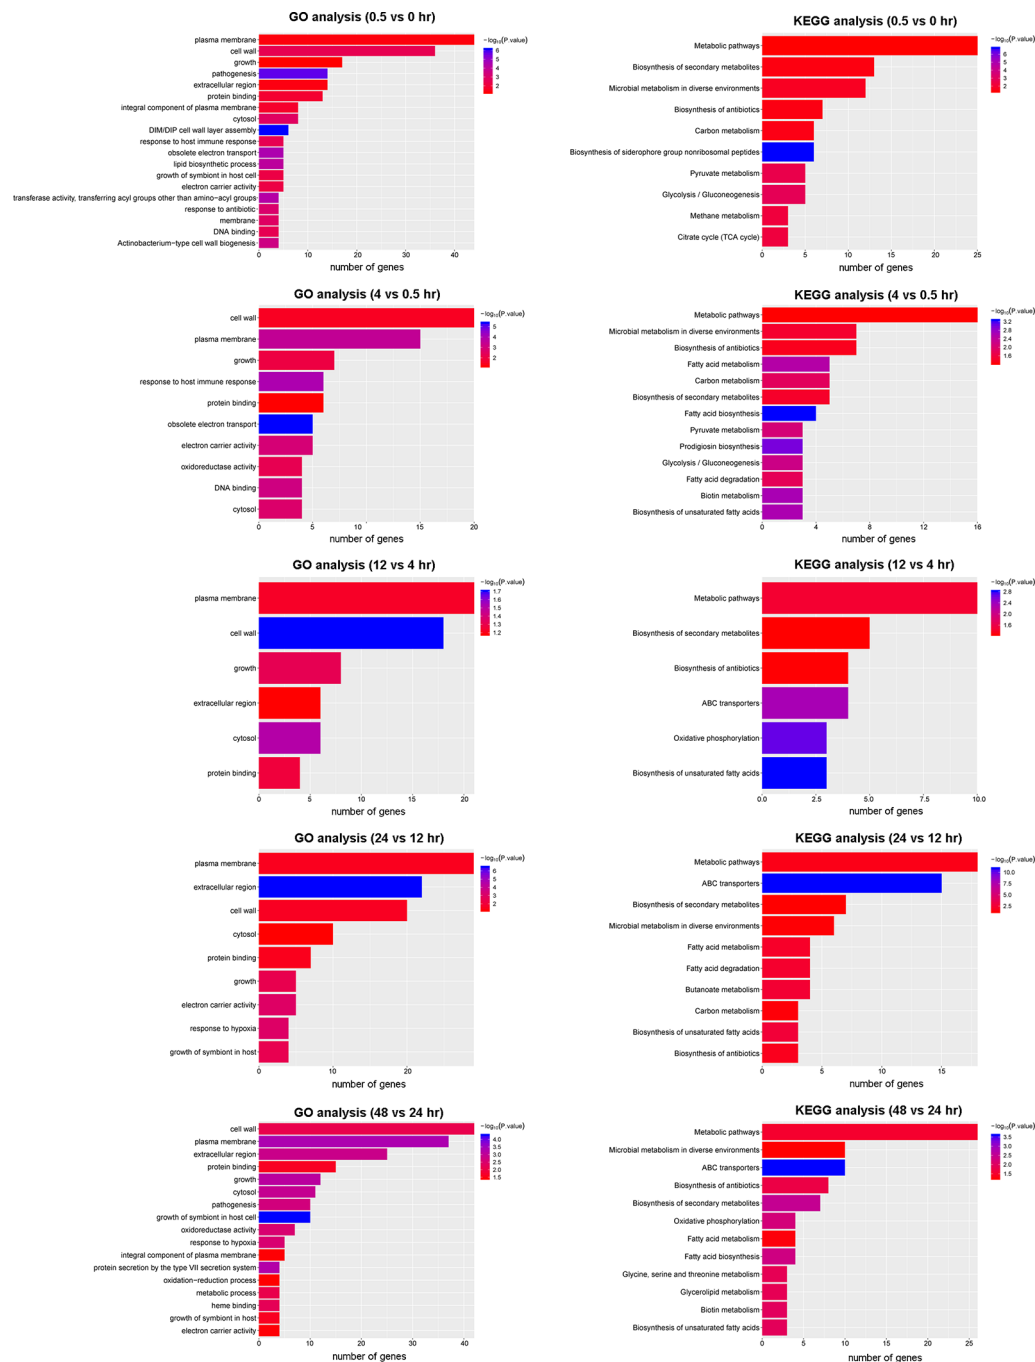 GO analysis (0.5 vs 0 hr)
plasma membrane
cell wall
growth
pathogenesis
extracellular region
protein binding
integral component of plasma membrane
cytosol
DIM/DIP cell wall layer assembly
response to host immune response
obsolete electron transport
lipid biosynthetic process
growth of symbiont in host cell
electron carrier activity
transferase activity, transferring acyl groups other than amino−acyl groups
response to antibiotic
membrane
DNA binding
Actinobacterium−type cell wall biogenesis
0 10 20 30 40
number of genes
−log10(P.value)
6
5
4
3
2
KEGG analysis (0.5 vs 0 hr)
Metabolic pathways
Biosynthesis of secondary metabolites
Microbial metabolism in diverse environments
Biosynthesis of antibiotics
Carbon metabolism
Biosynthesis of siderophore group nonribosomal peptides
Pyruvate metabolism
Glycolysis / Gluconeogenesis
Methane metabolism
Citrate cycle (TCA cycle)
0 5 10 15 20 25
number of genes
−log10(P.value)
6
5
4
3
2
GO analysis (4 vs 0.5 hr)
cell wall
plasma membrane
growth
response to host immune response
protein binding
obsolete electron transport
electron carrier activity
oxidoreductase activity
DNA binding
cytosol
0 5 10 15 20
number of genes
−log10(P.value)
5
4
3
2
KEGG analysis (4 vs 0.5 hr)
Metabolic pathways
Microbial metabolism in diverse environments
Biosynthesis of antibiotics
Fatty acid metabolism
Carbon metabolism
Biosynthesis of secondary metabolites
Fatty acid biosynthesis
Pyruvate metabolism
Prodigiosin biosynthesis
Glycolysis / Gluconeogenesis
Fatty acid degradation
Biotin metabolism
Biosynthesis of unsaturated fatty acids
0 4 8 12 16
number of genes
−log10(P.value)
3.2
2.8
2.4
2.0
1.6
GO analysis (12 vs 4 hr)
plasma membrane
cell wall
growth
extracellular region
cytosol
protein binding
0 5 10 15 20
number of genes
−log10(P.value)
1.7
1.6
1.5
1.4
1.3
1.2
KEGG analysis (12 vs 4 hr)
Metabolic pathways
Biosynthesis of secondary metabolites
Biosynthesis of antibiotics
ABC transporters
Oxidative phosphorylation
Biosynthesis of unsaturated fatty acids
0.0 2.5 5.0 7.5 10.0
number of genes
−log10(P.value)
2.8
2.4
2.0
1.6
GO analysis (24 vs 12 hr)
plasma membrane
extracellular region
cell wall
cytosol
protein binding
growth
electron carrier activity
response to hypoxia
growth of symbiont in host
0 10 20
number of genes
−log10(P.value)
6
5
4
3
2
KEGG analysis (24 vs 12 hr)
Metabolic pathways
ABC transporters
Biosynthesis of secondary metabolites
Microbial metabolism in diverse environments
Fatty acid metabolism
Fatty acid degradation
Butanoate metabolism
Carbon metabolism
Biosynthesis of unsaturated fatty acids
Biosynthesis of antibiotics
0 5 10 15
number of genes
−log10(P.value)
10.0
7.5
5.0
2.5
GO analysis (48 vs 24 hr)
cell wall
plasma membrane
extracellular region
protein binding
growth
cytosol
pathogenesis
growth of symbiont in host cell
oxidoreductase activity
response to hypoxia
integral component of plasma membrane
protein secretion by the type VII secretion system
oxidation−reduction process
metabolic process
heme binding
growth of symbiont in host
electron carrier activity
0 10 20 30 40
number of genes
−log10(P.value)
4.0
3.5
3.0
2.5
2.0
1.5
KEGG analysis (48 vs 24 hr)
Metabolic pathways
Microbial metabolism in diverse environments
ABC transporters
Biosynthesis of antibiotics
Biosynthesis of secondary metabolites
Oxidative phosphorylation
Fatty acid metabolism
Fatty acid biosynthesis
Glycine, serine and threonine metabolism
Glycerolipid metabolism
Biotin metabolism
Biosynthesis of unsaturated fatty acids
0 5 10 15 20 25
number of genes
−log10(P.value)
3.5
3.0
2.5
2.0
1.5